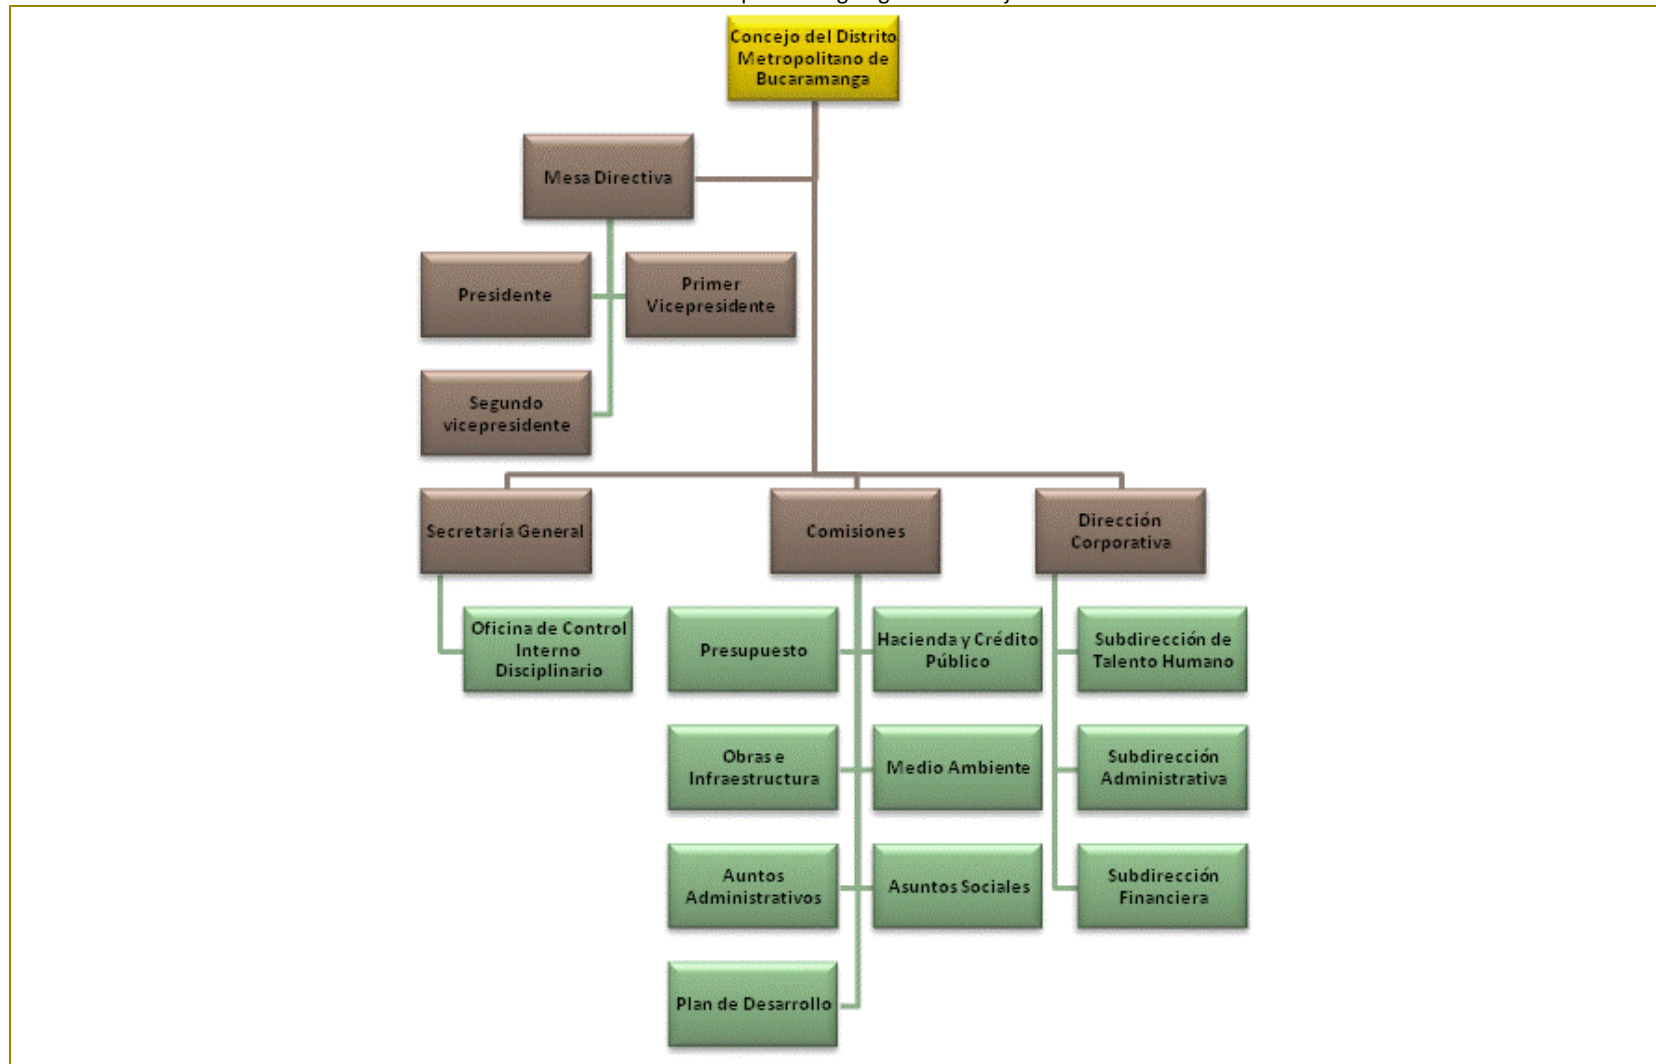 Concejo del Distrito
Metropolitano de
Bucaramanga
Mesa Directiva
Presidente
Primer
Vicepresidente
Segundo
vicepresidente
Secretaría General
Comisiones
Dirección
Corporativa
Oficina de Control
Interno
Disciplinario
Presupuesto
Hacienda y Crédito
Público
Subdirección de
Talento Humano
Obras e
Infraestructura
Medio Ambiente
Subdirección
Administrativa
Auntos
Administrativos
Asuntos Sociales
Subdirección
Financiera
Plan de Desarrollo